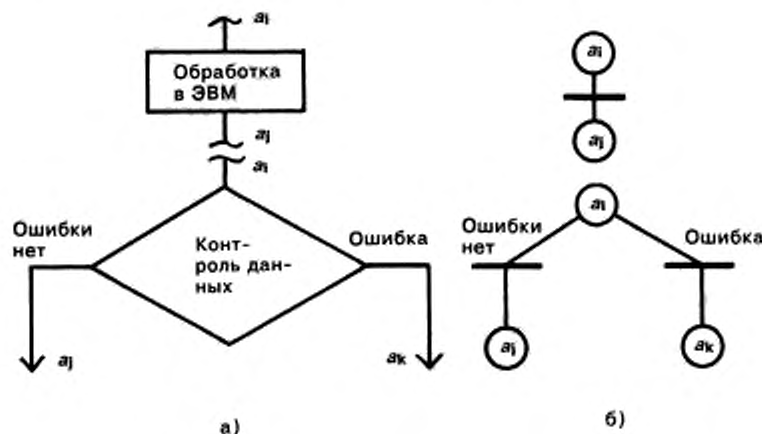 aᵢ
Обработка
в ЭВМ
aⱼ
aᵢ
Ошибки
нет
Конт-
роль дан-
ных
Ошибка
aⱼ
aₖ
а)
aᵢ
aⱼ
aᵢ
Ошибки
нет
Ошибка
aⱼ
aₖ
б)